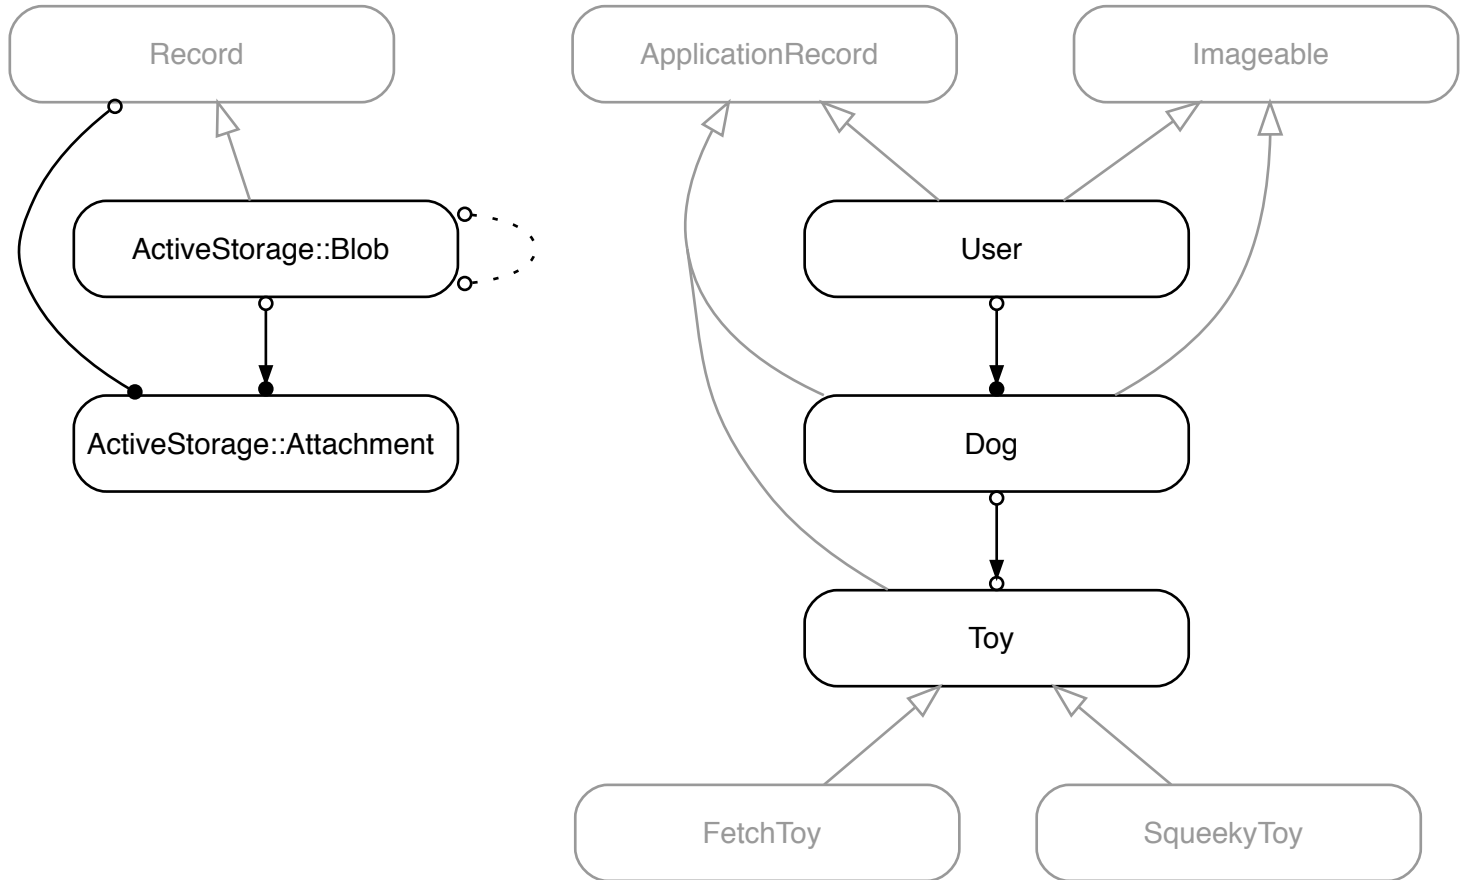 Record
ApplicationRecord
Imageable
ActiveStorage::Blob
User
ActiveStorage::Attachment
Dog
Toy
FetchToy
SqueekyToy